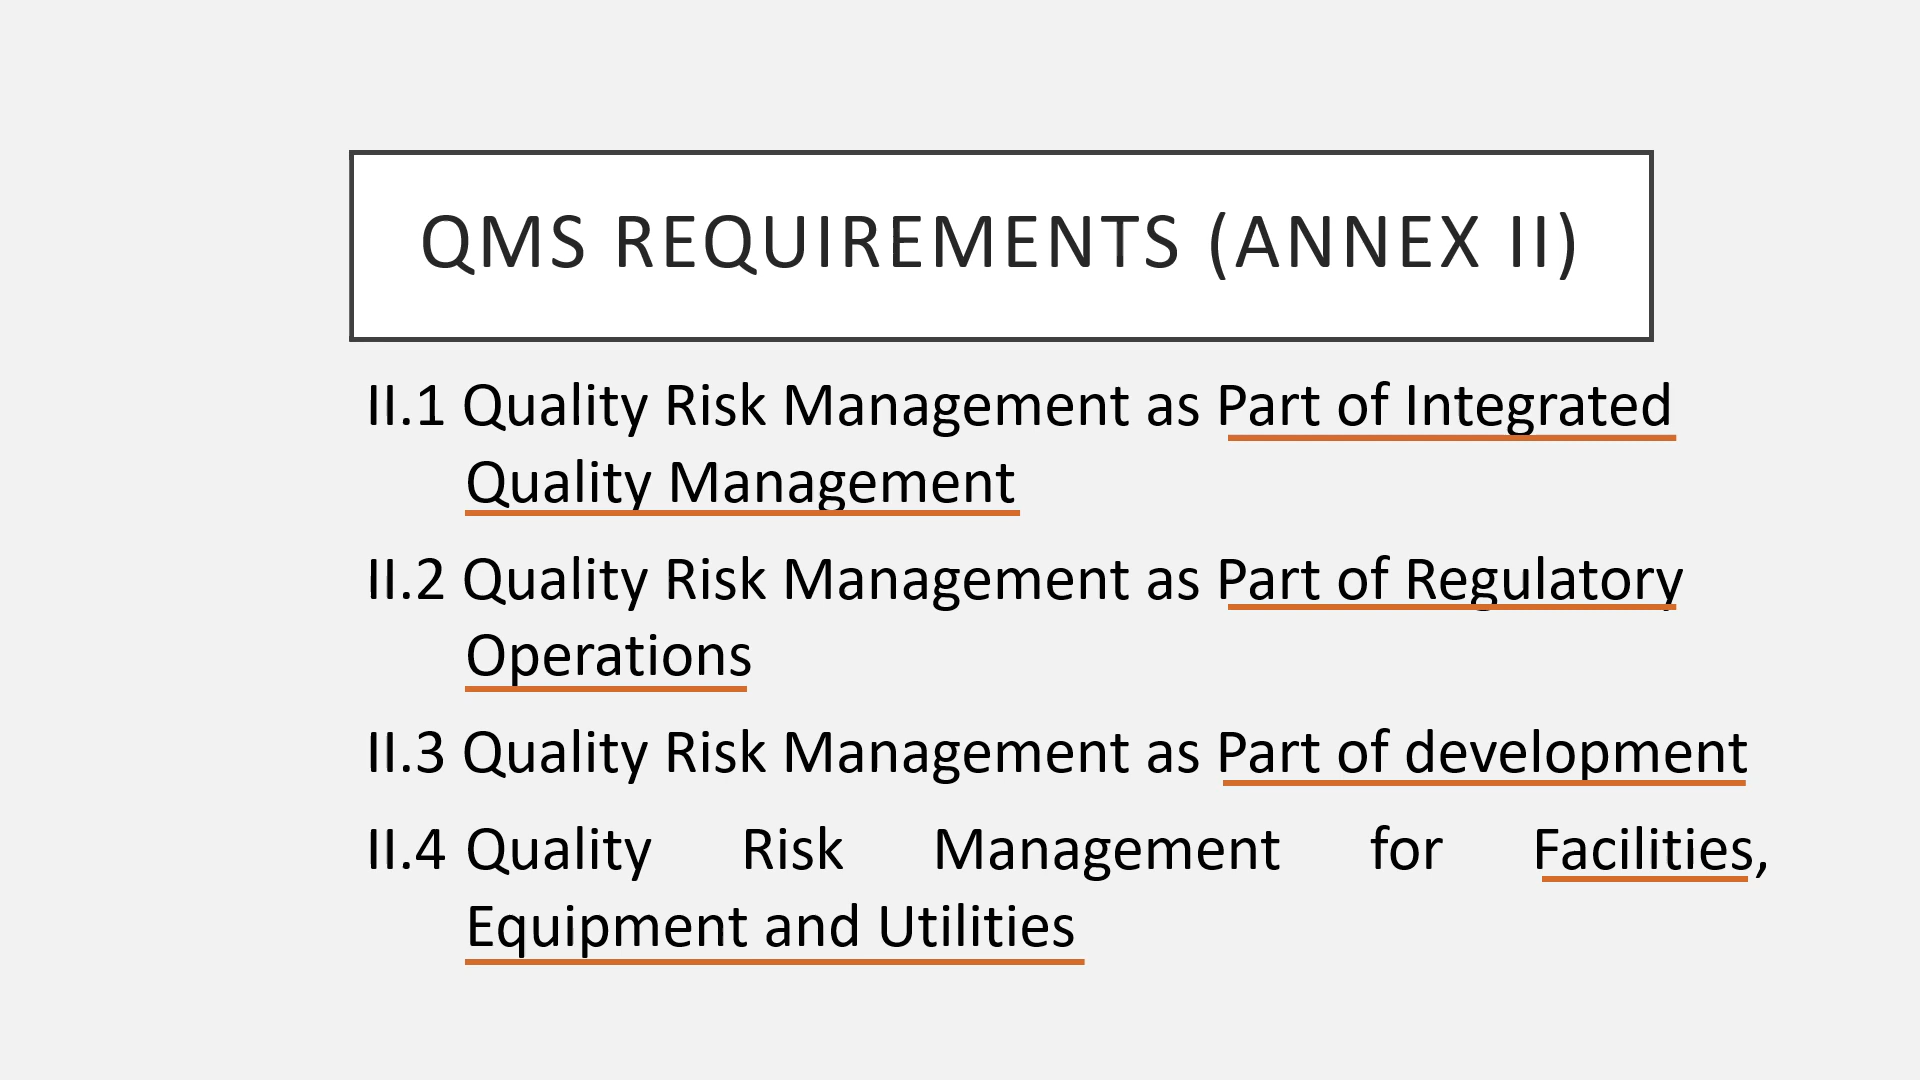 QMS REQUIREMENTS (ANNEX II)
II.1 Quality Risk Management as Part of Integrated
Quality Management
II.2 Quality Risk Management as Part of Regulatory
Operations
II.3 Quality Risk Management as Part of development
II.4 Quality Risk Management for Facilities,
Equipment and Utilities